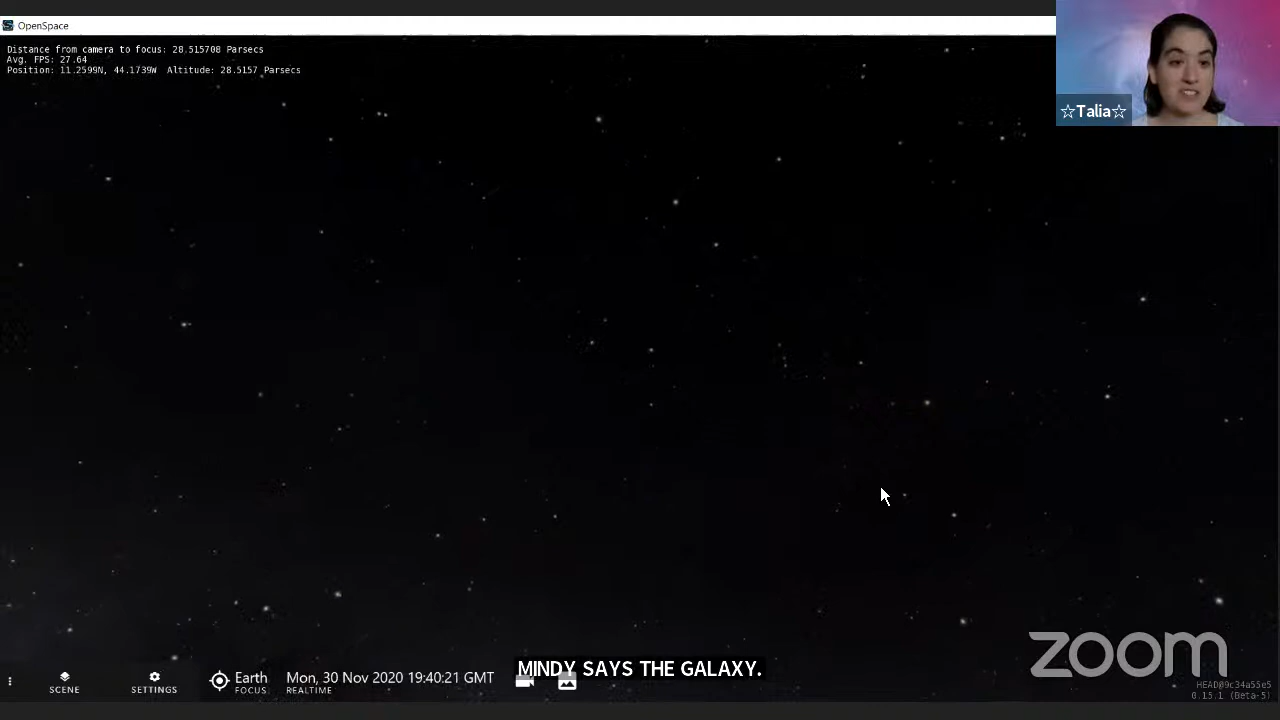 OpenSpace
Distance from camera to focus: 28.515708 Parsecs
Avg. FPS: 27.64
Position: 11.2599N, 44.1739W  Altitude: 28.5157 Parsecs
☆Talia☆
MINDY SAYS THE GALAXY.
SCENE
SETTINGS
Earth
FOCUS
Mon, 30 Nov 2020 19:40:21 GMT
REALTIME
zoom
HEAD@9c34a55e5
0.15.1 (Beta-5)